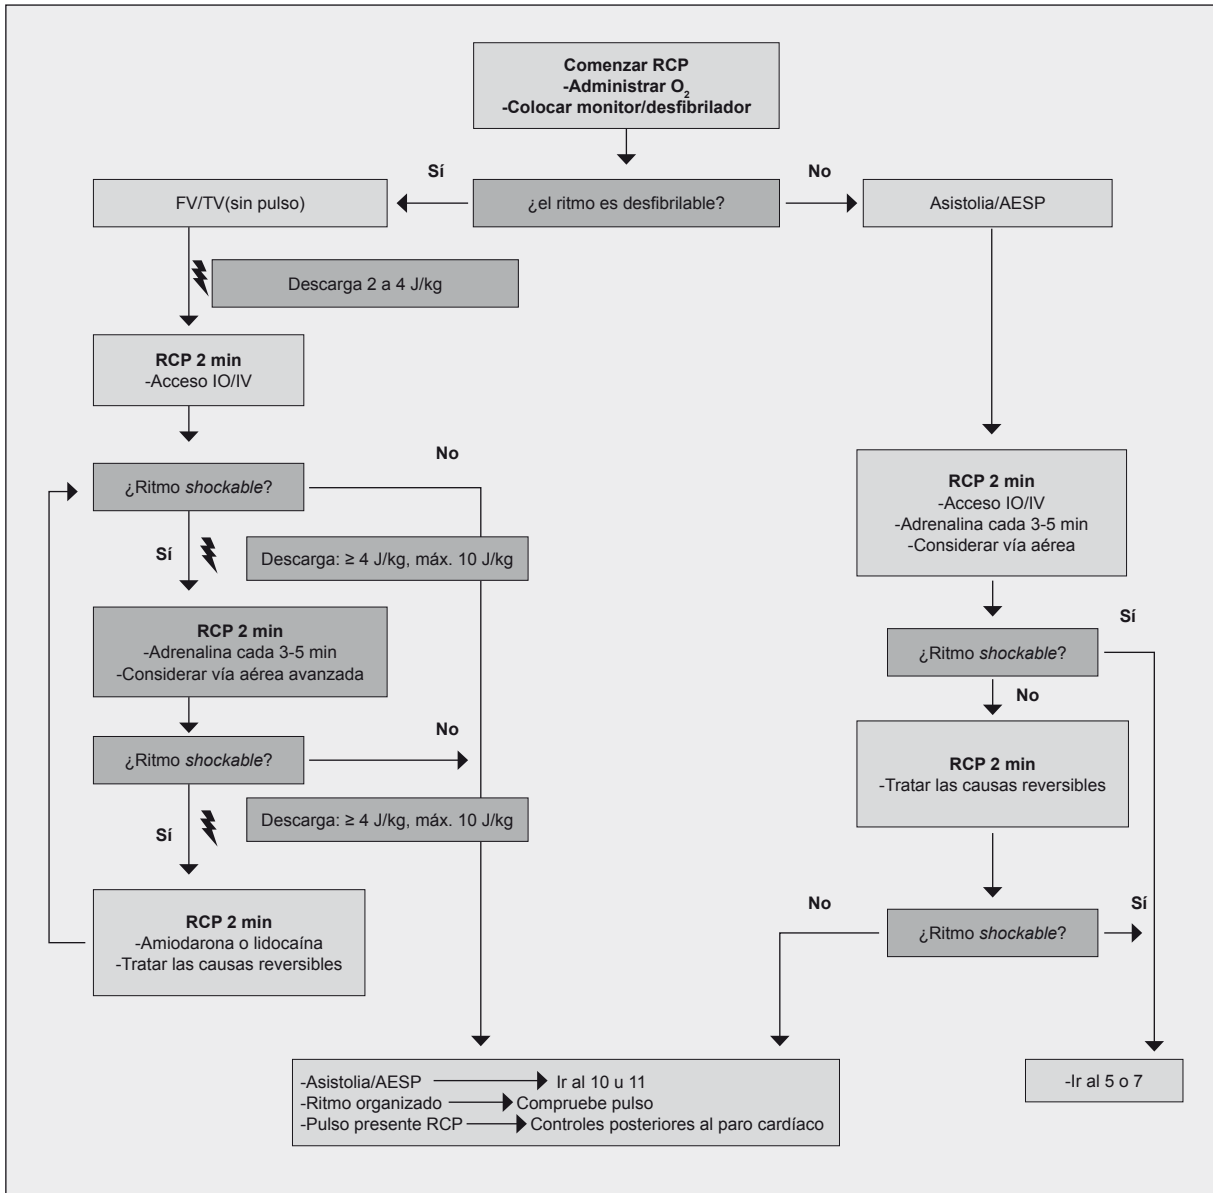 Comenzar RCP
-Administrar O2
-Colocar monitor/desfibrilador
Sí
No
FV/TV(sin pulso)
¿el ritmo es desfibrilable?
Asistolia/AESP
Descarga 2 a 4 J/kg
RCP 2 min
-Acceso IO/IV
No
¿Ritmo shockable?
Sí
Descarga: ≥ 4 J/kg, máx. 10 J/kg
RCP 2 min
-Adrenalina cada 3-5 min
-Considerar vía aérea avanzada
No
¿Ritmo shockable?
Sí
Descarga: ≥ 4 J/kg, máx. 10 J/kg
RCP 2 min
-Amiodarona o lidocaína
-Tratar las causas reversibles
RCP 2 min
-Acceso IO/IV
-Adrenalina cada 3-5 min
-Considerar vía aérea
Sí
¿Ritmo shockable?
No
RCP 2 min
-Tratar las causas reversibles
No
Sí
¿Ritmo shockable?
-Asistolia/AESP Ir al 10 u 11
-Ritmo organizado Compruebe pulso
-Pulso presente RCP Controles posteriores al paro cardíaco
-Ir al 5 o 7